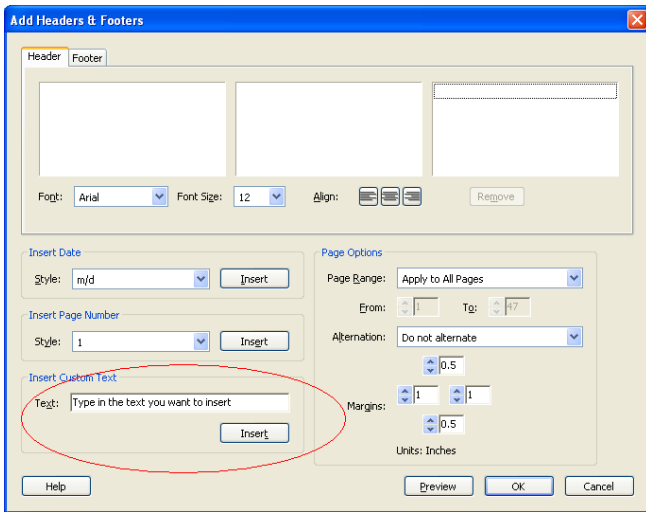 Add Headers & Footers
Header Footer
Font: Arial Font Size: 12 Align: Remove
Insert Date
Style: m/d Insert
Insert Page Number
Style: 1 Insert
Insert Custom Text
Text: Type in the text you want to insert
Insert
Page Options
Page Range: Apply to All Pages
From: 1 To: 47
Alternation: Do not alternate
0.5
Margins: 1 1
0.5
Units: Inches
Help Preview OK Cancel